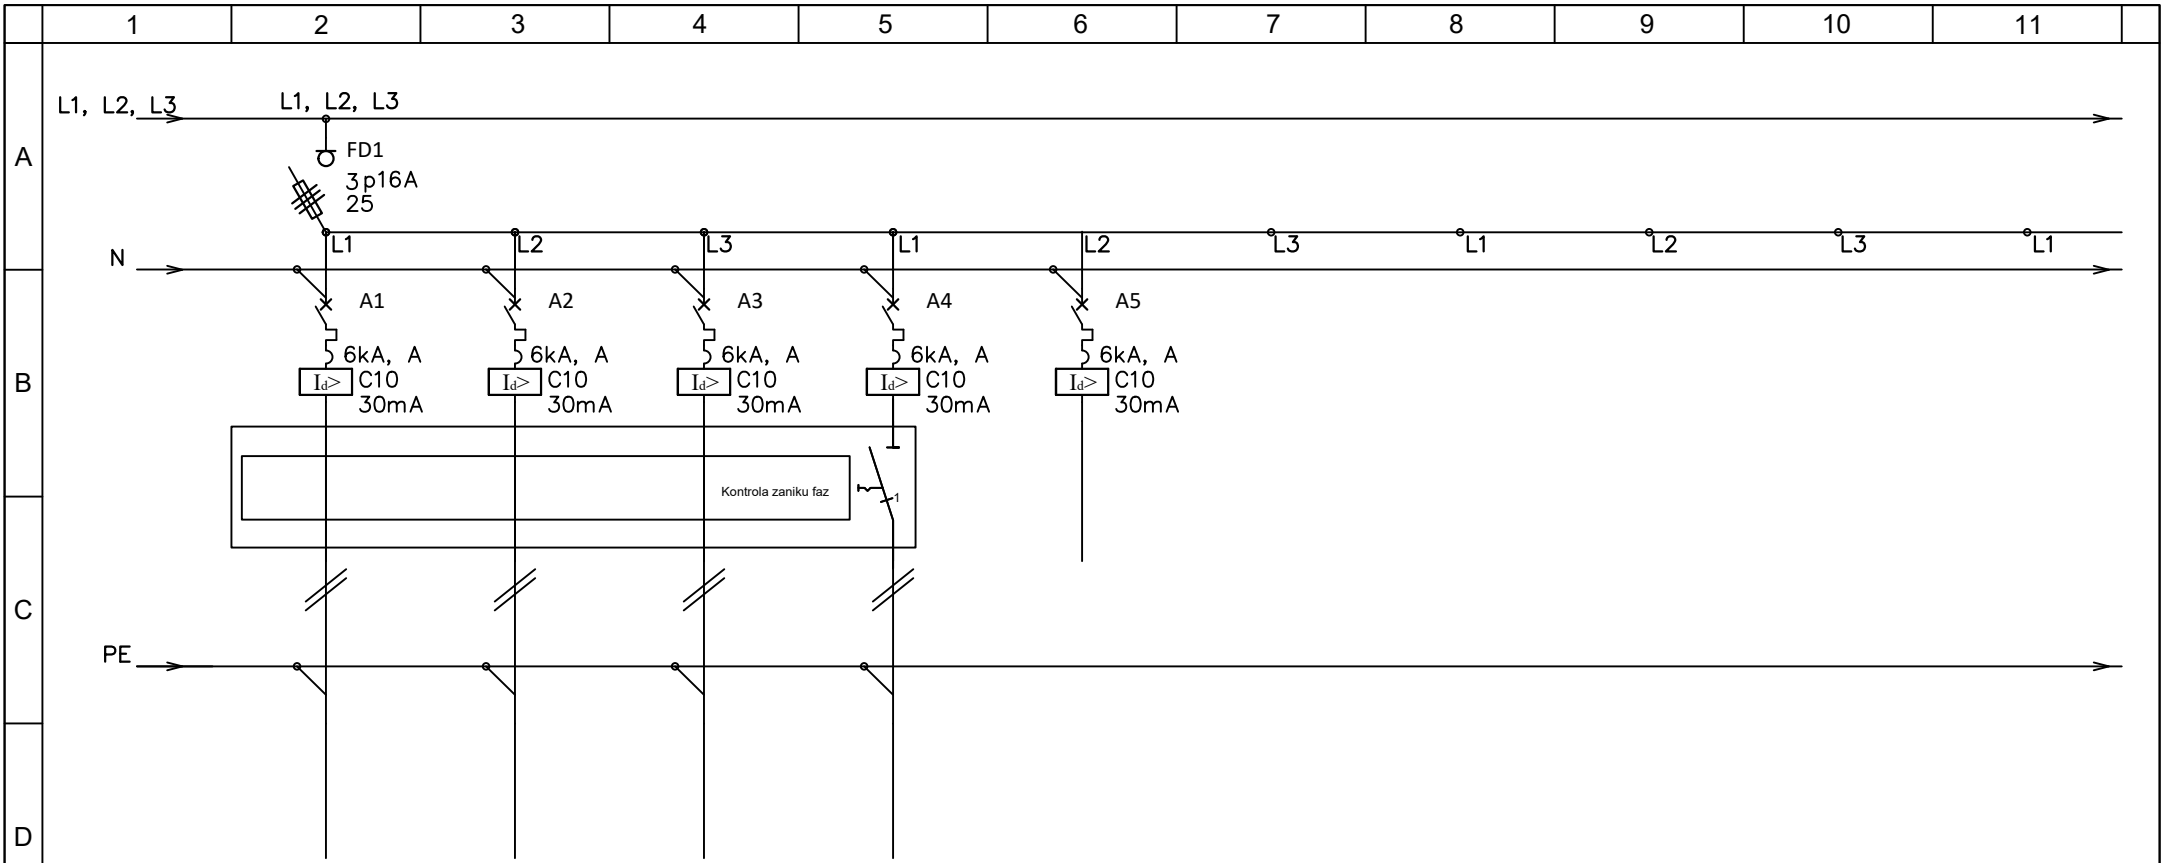 1 2 3 4 5 6 7 8 9 10 11
L1, L2, L3 L1, L2, L3
A
FD1
3p16A
25
L1 L2 L3 L1 L2 L3 L1 L2 L3 L1
N
A1 A2 A3 A4 A5
6kA, A 6kA, A 6kA, A 6kA, A 6kA, A
B
Id> C10 Id> C10 Id> C10 Id> C10 Id> C10
30mA 30mA 30mA 30mA 30mA
Kontrola zaniku faz 1
C
PE
D